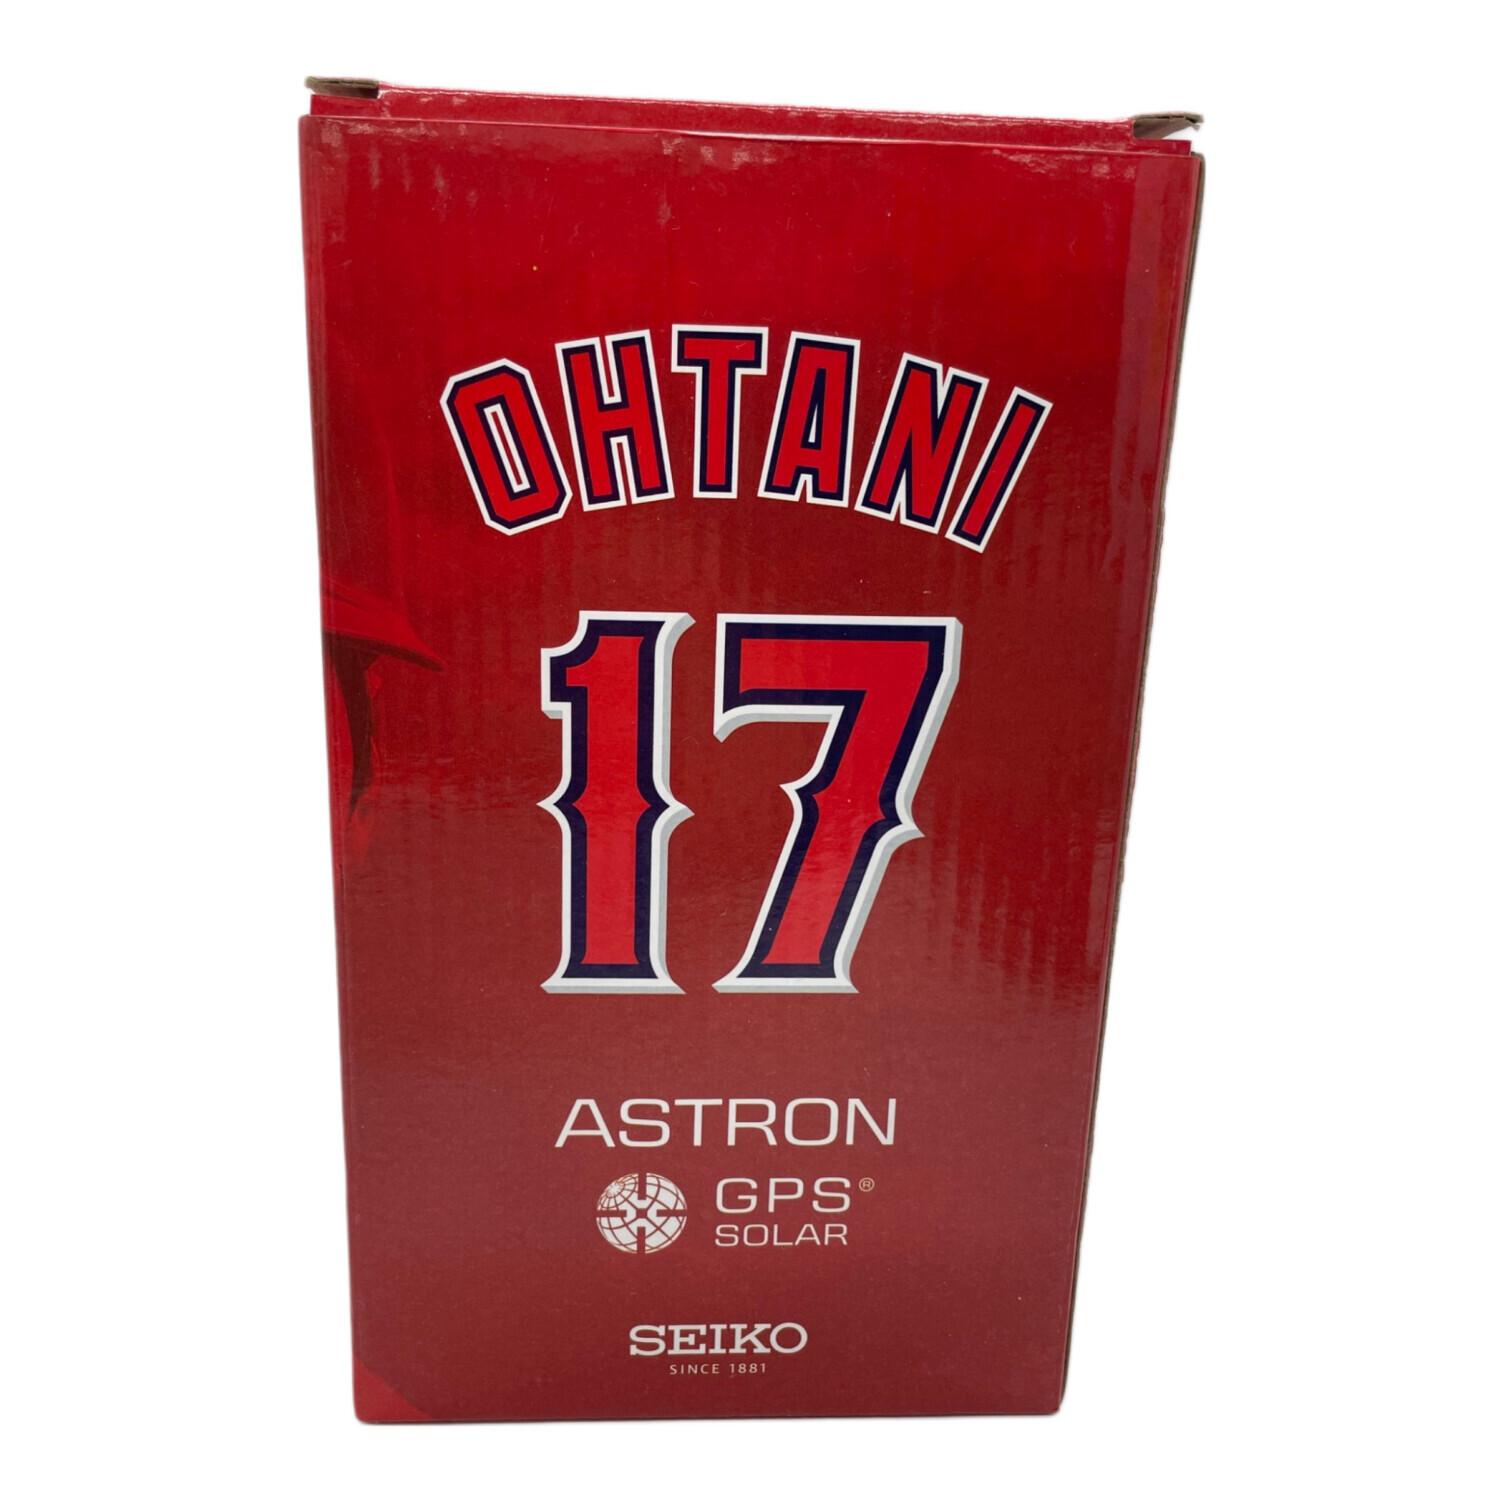 OHTANI
17
ASTRON
GPS®
SOLAR
SEIKO
SINCE 1881